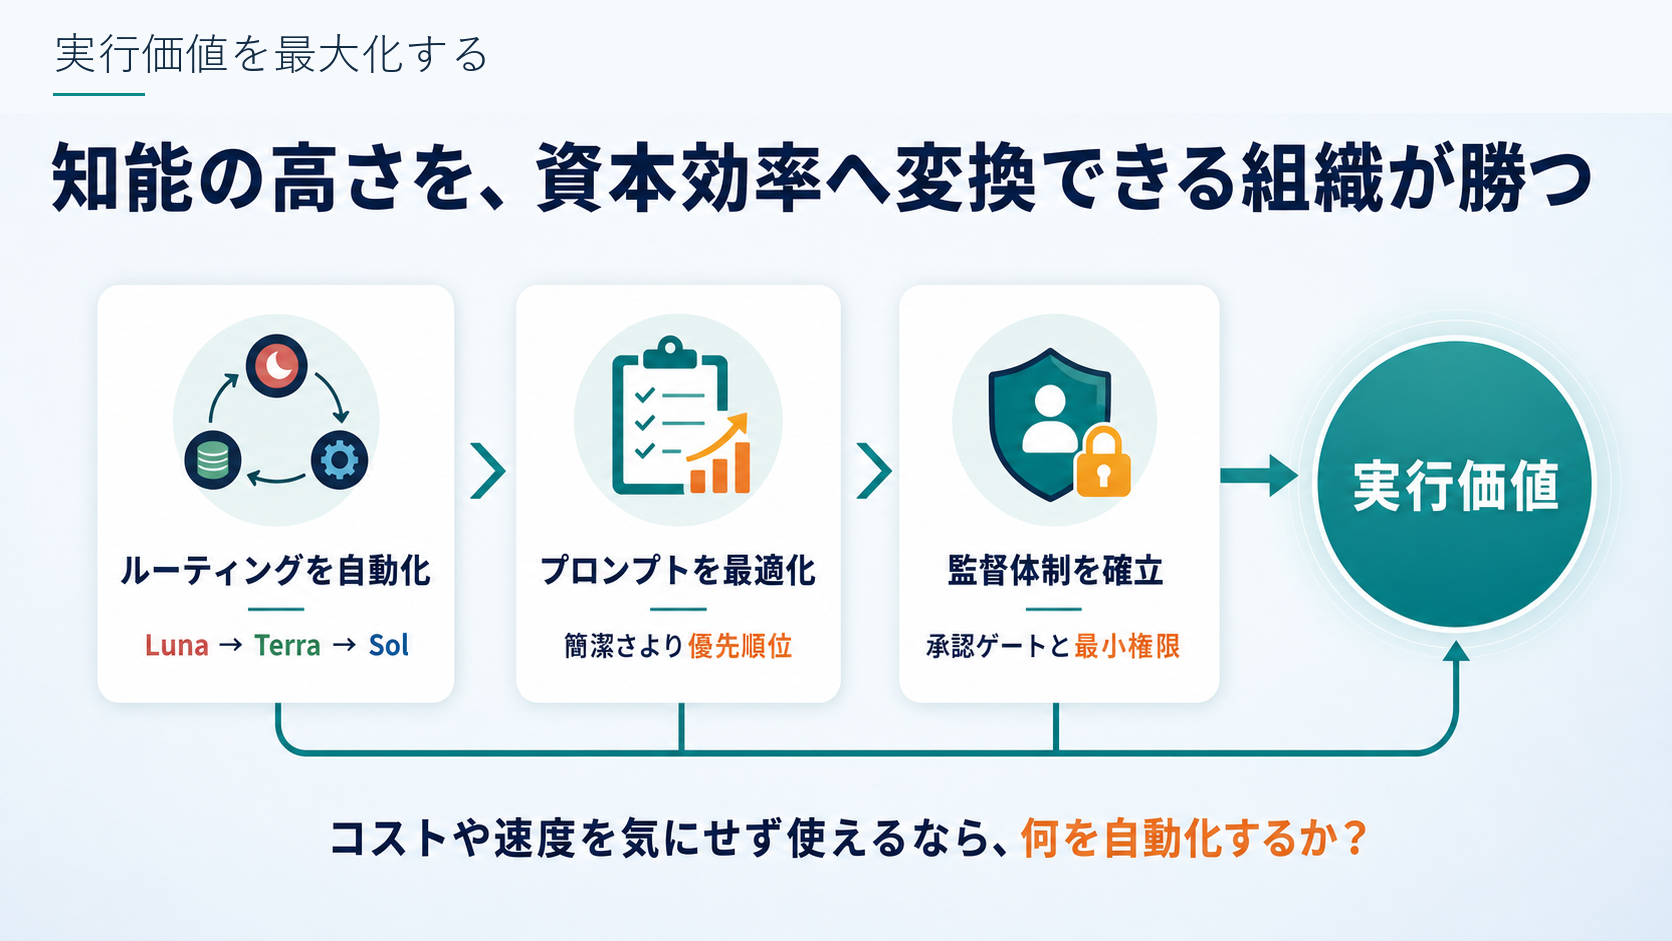 実行価値を最大化する
知能の高さを、資本効率へ変換できる組織が勝つ
ルーティングを自動化
Luna → Terra → Sol
プロンプトを最適化
簡潔さより優先順位
監督体制を確立
承認ゲートと最小権限
実行価値
コストや速度を気にせず使えるなら、何を自動化するか？